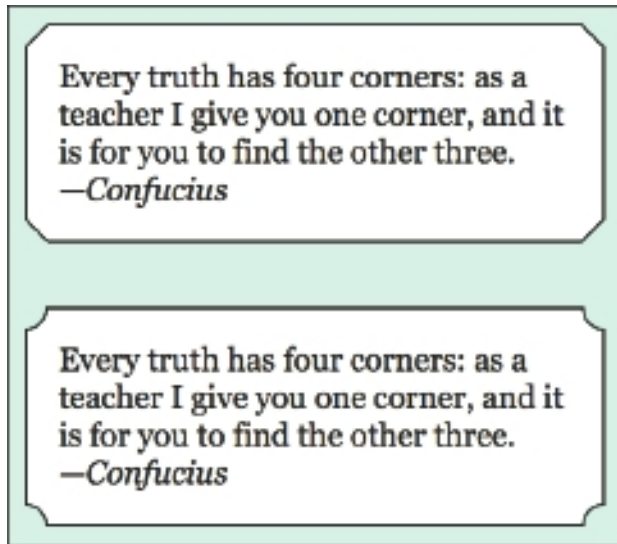 Every truth has four corners: as a
teacher I give you one corner, and it
is for you to find the other three.
—Confucius
Every truth has four corners: as a
teacher I give you one corner, and it
is for you to find the other three.
—Confucius